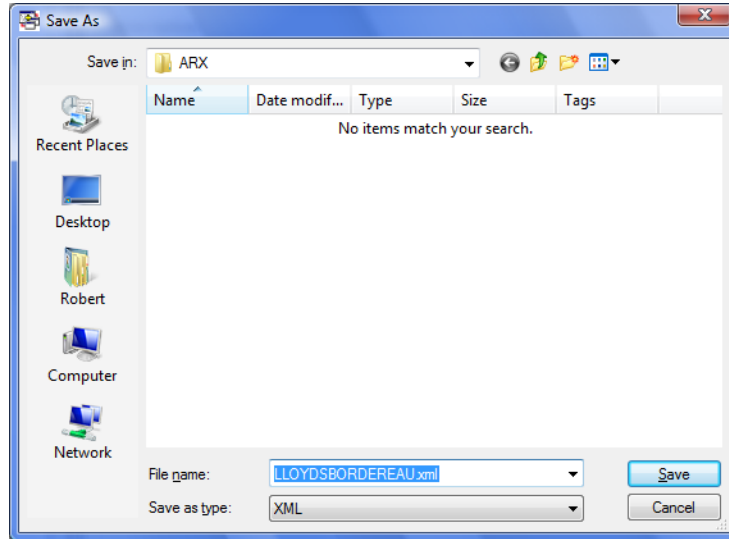 Save As
Save in:
ARX
Name
Date modif...
Type
Size
Tags
No items match your search.
Recent Places
Desktop
Robert
Computer
Network
File name:
LLOYDSBORDEREAU.xml
Save
Save as type:
XML
Cancel